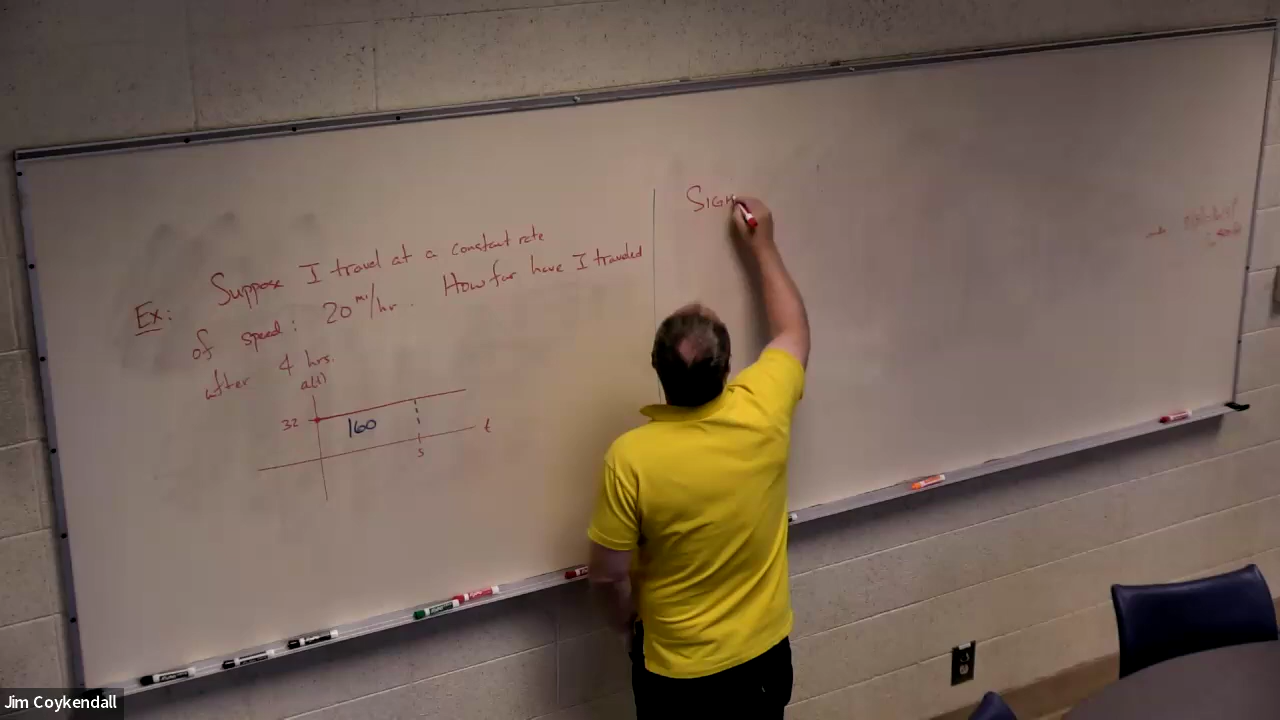 Ex: Suppose I travel at a constant rate
of speed: 20 mi/hr. How far have I traveled
after 4 hrs.
a(t)
32
160
t
5
SIGM
Jim Coykendall